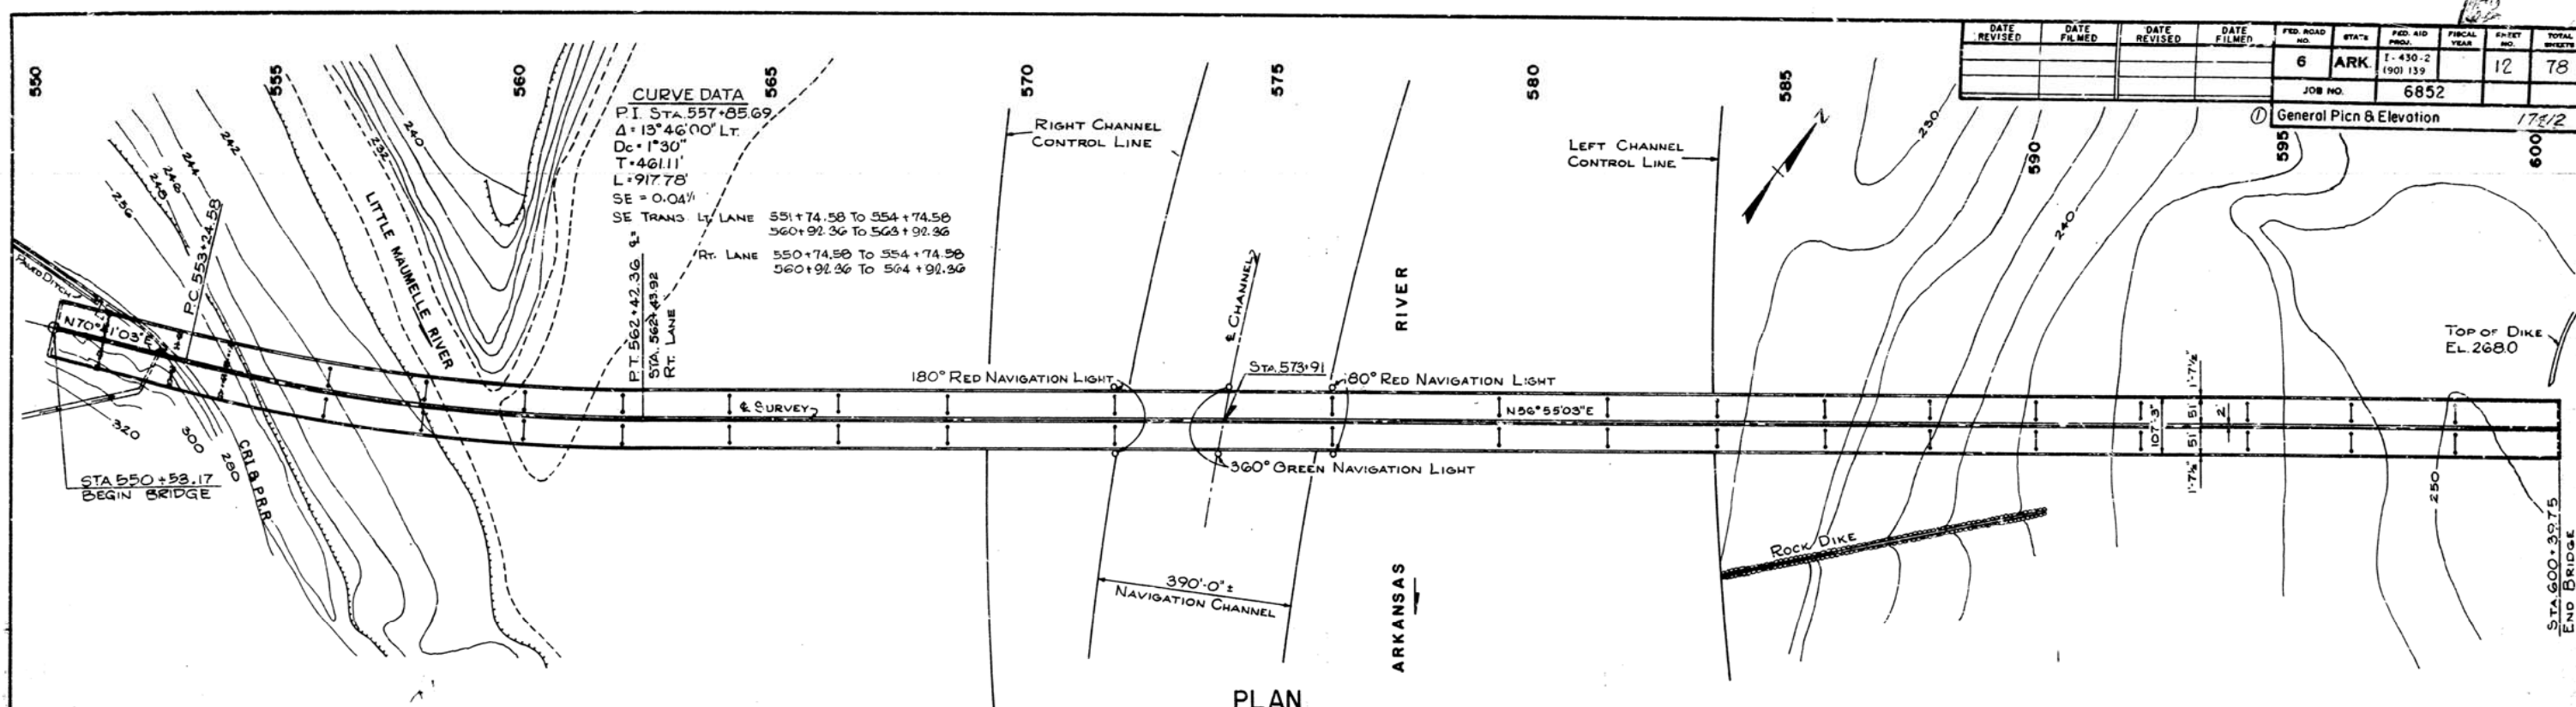 550
555
560
565
570
575
580
585
590
595
600
DATE REVISED
DATE FILMED
DATE REVISED
DATE FILMED
FED. ROAD NO.
STATE
FED. AID PROJ.
FISCAL YEAR
SHEET NO.
TOTAL SHEETS
6
ARK.
I-430-2
(90) 139
12
78
JOB NO.
6852
① General Plan & Elevation
CURVE DATA
P.I. STA. 557+85.69
Δ = 13°46'00" LT.
Dc = 1°30"
T = 461.11'
L = 917.78'
SE = 0.04'/1
SE TRANS. LT. LANE 551+74.58 TO 554+74.58
560+92.36 TO 563+92.36
RT. LANE 550+74.58 TO 554+74.58
560+92.36 TO 564+92.36
RIGHT CHANNEL
CONTROL LINE
LEFT CHANNEL
CONTROL LINE
256
248
246
244
242
240
232
230
240
250
LITTLE MAUMELLE RIVER
PAVED DITCH
P.C. 553+24.58
P.T. 562+42.36 ℄ =
STA. 562+43.92
RT. LANE
℄ CHANNEL
RIVER
TOP OF DIKE
EL. 268.0
180° RED NAVIGATION LIGHT
STA. 573+91
180° RED NAVIGATION LIGHT
℄ SURVEY
N56°55'03"E
107'-3"
51'
51'
1'-7½"
1'-7½"
2'
360° GREEN NAVIGATION LIGHT
320
300
280
CRI & P.R.R.
STA 550+53.17
BEGIN BRIDGE
ROCK DIKE
390'-0" ±
NAVIGATION CHANNEL
ARKANSAS
STA 600+39.75
END BRIDGE
PLAN